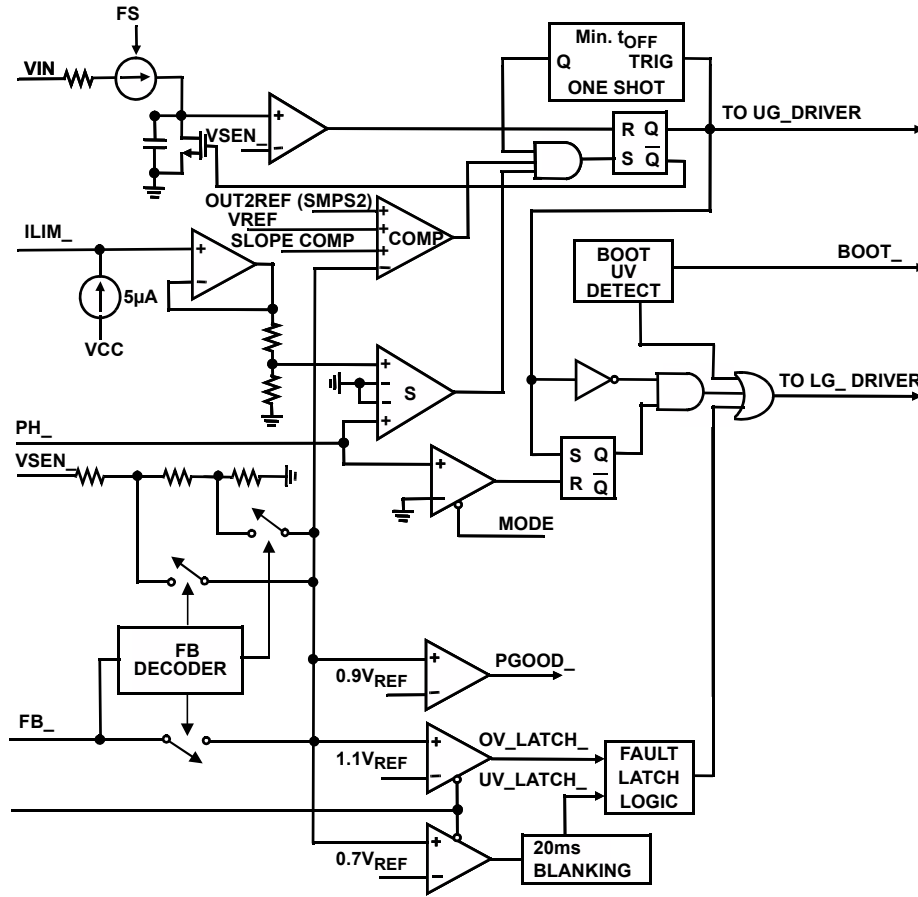 FS
Min. tOFF
Q TRIG
ONE SHOT
VIN
TO UG_DRIVER
+
VSEN_
−
R Q
S Q
OUT2REF (SMPS2)
+
VREF
+
COMP
SLOPE COMP
+
−
ILIM_
+
−
5µA
VCC
BOOT
UV
DETECT
BOOT_
+
−
S
−
+
TO LG_ DRIVER
PH_
VSEN_
+
−
S Q
R Q
MODE
FB
DECODER
+
PGOOD_
0.9VREF
−
FB_
+
OV_LATCH_
1.1VREF
−
UV_LATCH_
FAULT
LATCH
LOGIC
+
0.7VREF
−
20ms
BLANKING